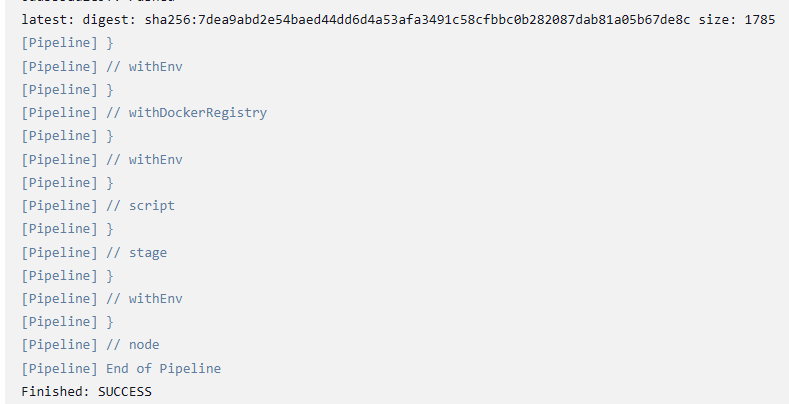 latest: digest: sha256:7dea9abd2e54baed44dd6d4a53afa3491c58cfbbc0b282087dab81a05b67de8c size: 1785
[Pipeline] }
[Pipeline] // withEnv
[Pipeline] }
[Pipeline] // withDockerRegistry
[Pipeline] }
[Pipeline] // withEnv
[Pipeline] }
[Pipeline] // script
[Pipeline] }
[Pipeline] // stage
[Pipeline] }
[Pipeline] // withEnv
[Pipeline] }
[Pipeline] // node
[Pipeline] End of Pipeline
Finished: SUCCESS